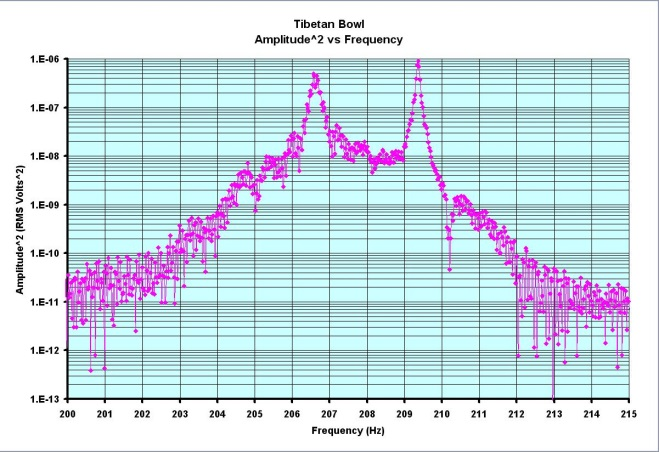 Tibetan Bowl
Amplitude^2 vs Frequency
1.E-06
1.E-07
1.E-08
1.E-09
1.E-10
1.E-11
1.E-12
1.E-13
Amplitude^2 (RMS Volts^2)
200 201 202 203 204 205 206 207 208 209 210 211 212 213 214 215
Frequency (Hz)